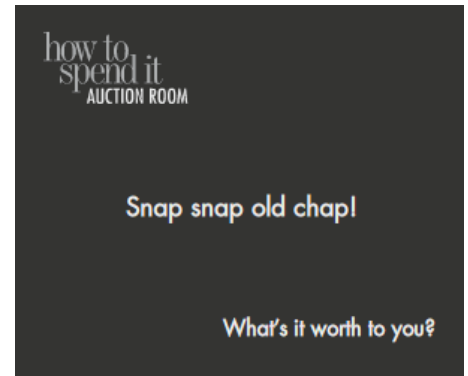 how to
spend it
AUCTION ROOM
Snap snap old chap!
What's it worth to you?